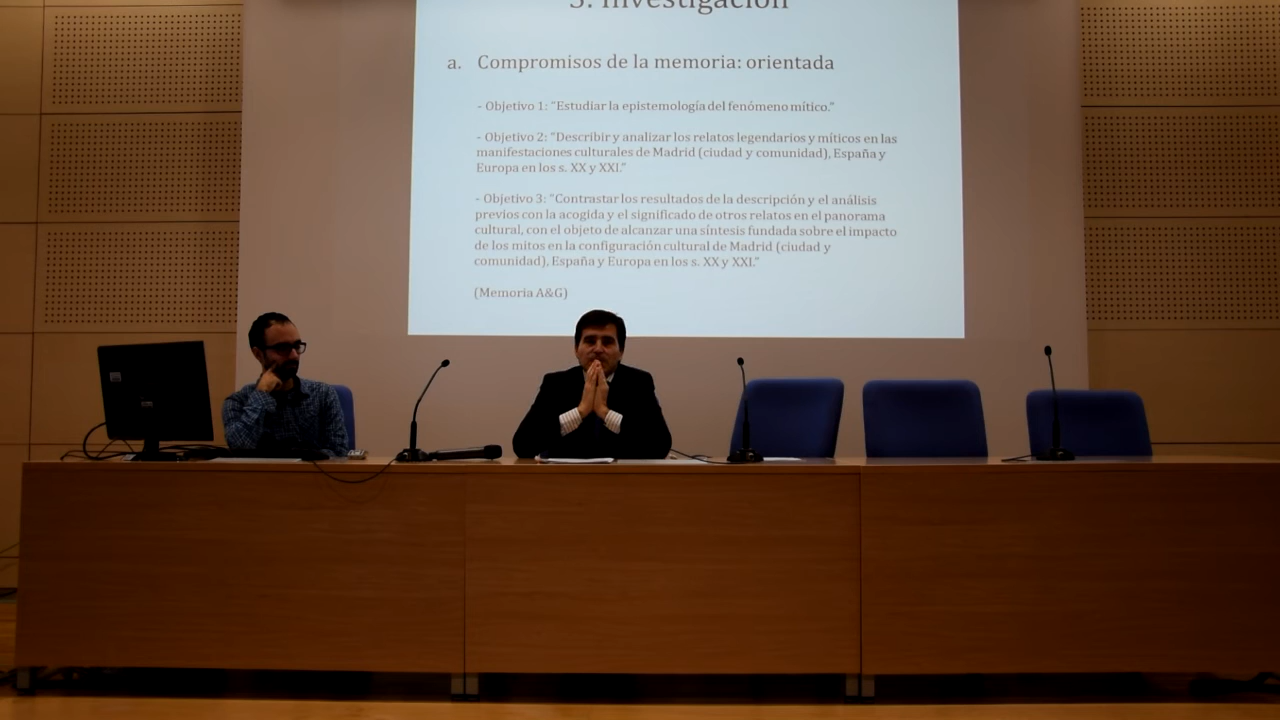 3. Investigación
a. Compromisos de la memoria: orientada
- Objetivo 1: "Estudiar la epistemología del fenómeno mítico."
- Objetivo 2: "Describir y analizar los relatos legendarios y míticos en las
manifestaciones culturales de Madrid (ciudad y comunidad), España y
Europa en los s. XX y XXI."
- Objetivo 3: "Contrastar los resultados de la descripción y el análisis
previos con la acogida y el significado de otros relatos en el panorama
cultural, con el objeto de alcanzar una síntesis fundada sobre el impacto
de los mitos en la configuración cultural de Madrid (ciudad y
comunidad), España y Europa en los s. XX y XXI."
(Memoria A&G)